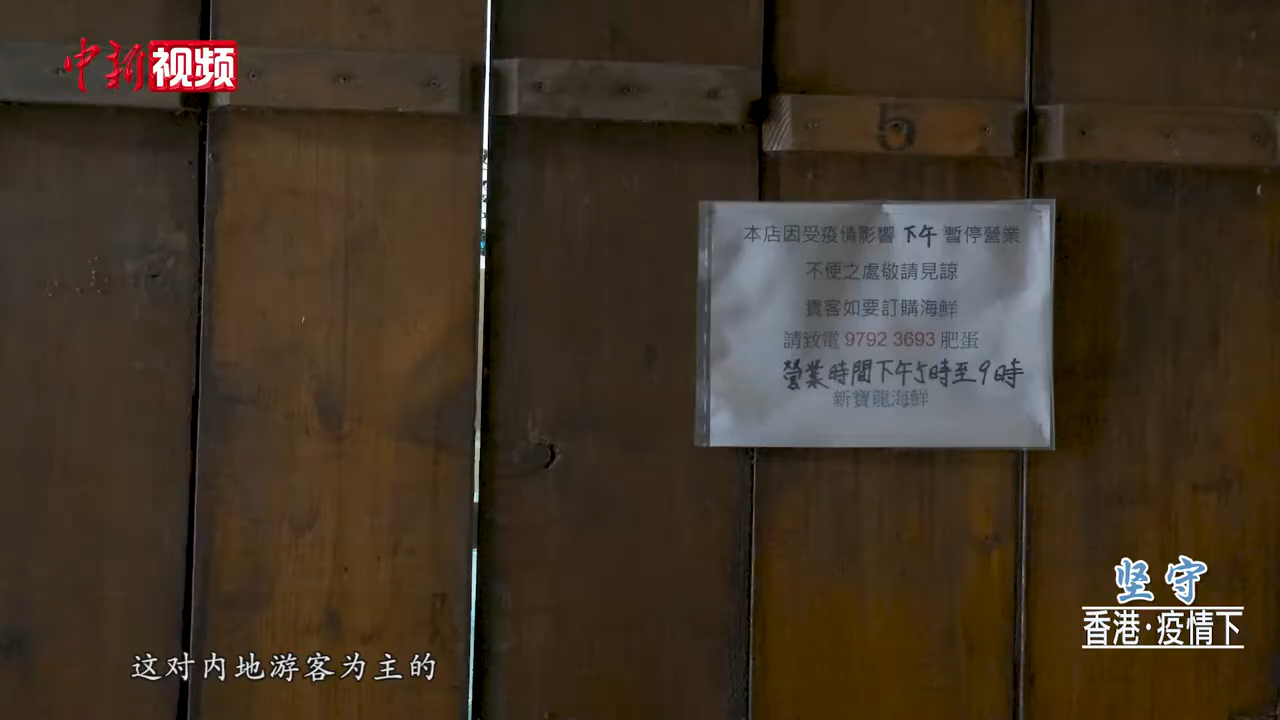 中新视频
5
本店因受疫情影響 下午 暫停營業
不便之處敬請見諒
貴客如要訂購海鮮
請致電 9792 3693 肥蛋
營業時間下午5時至9時
新寶龍海鮮
坚守
香港·疫情下
这对内地游客为主的